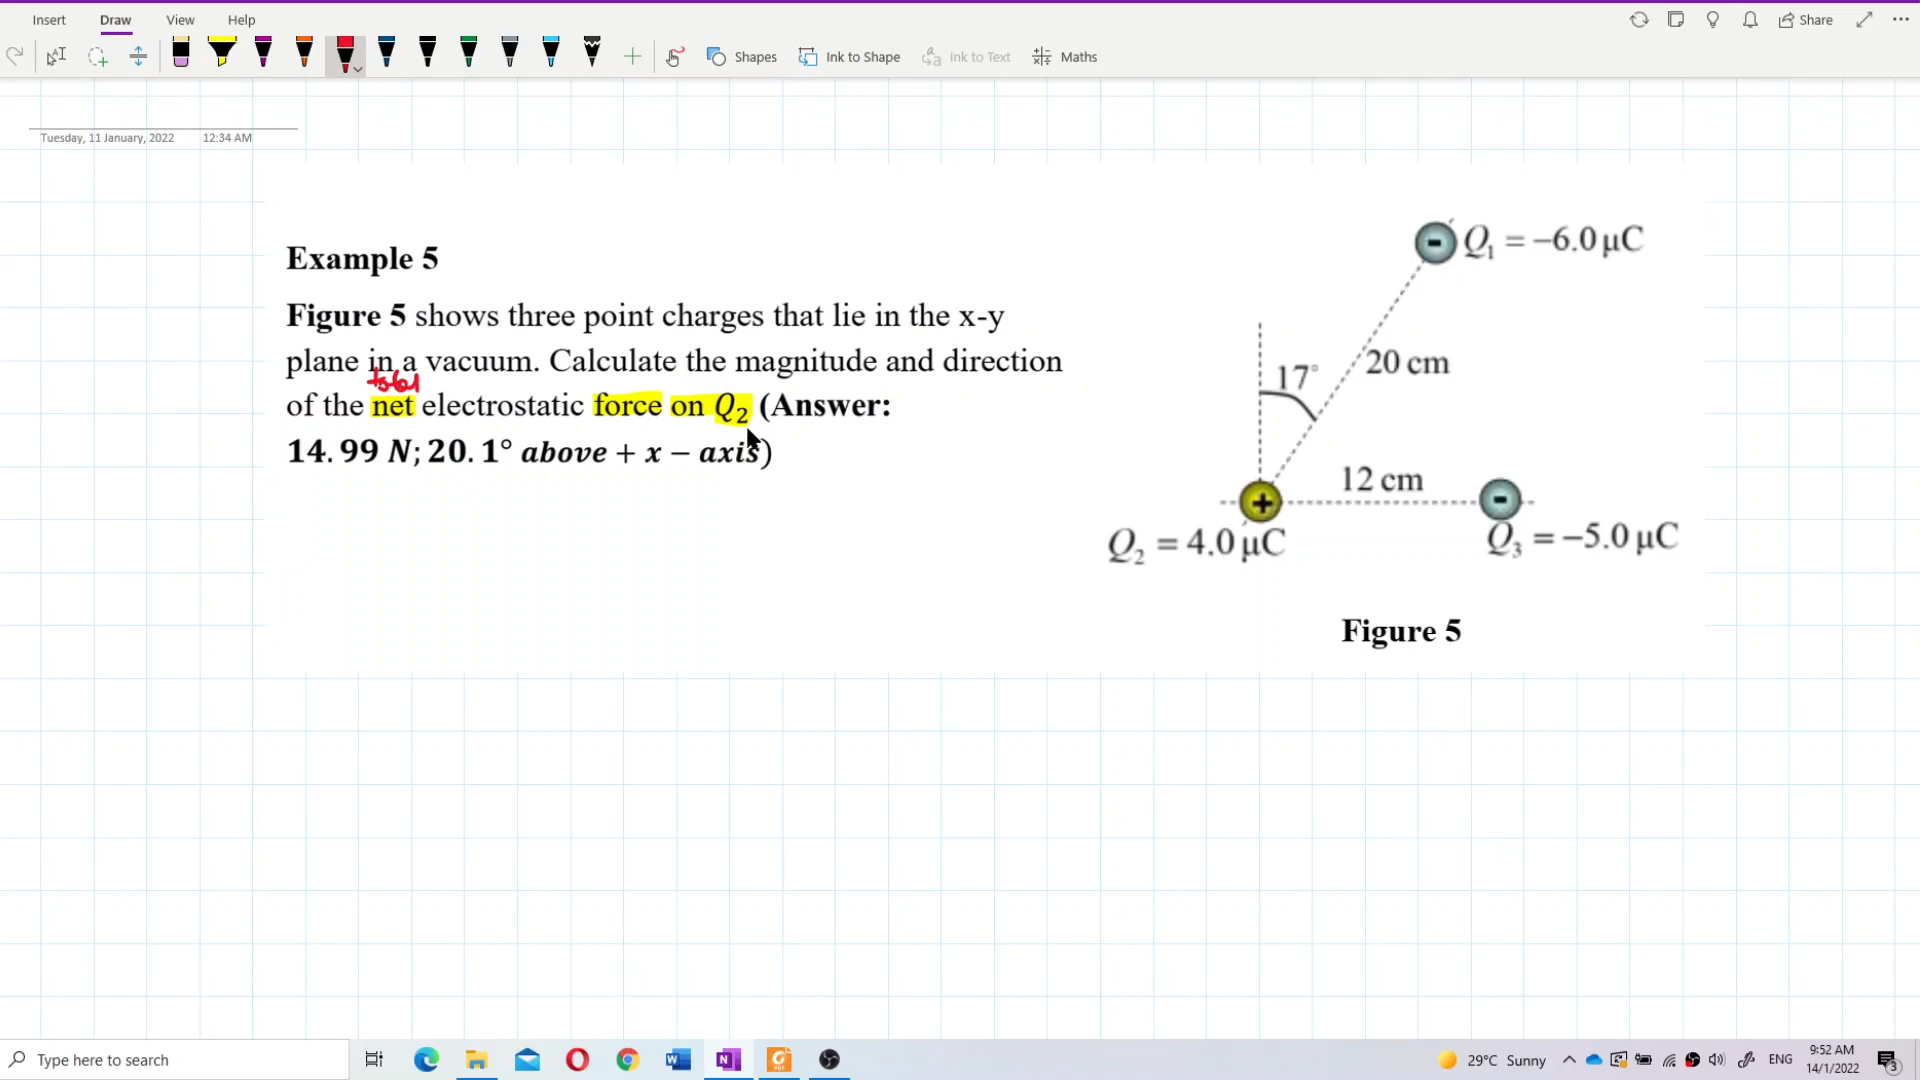 Insert Draw View Help
Share
Shapes Ink to Shape Ink to Text Maths
Tuesday, 11 January, 2022 12:34 AM
Example 5
Figure 5 shows three point charges that lie in the x-y
plane in a vacuum. Calculate the magnitude and direction
total
of the net electrostatic force on Q₂ (Answer:
14.99 N; 20.1° above + x − axis)
Q₁ = −6.0 μC
17°
20 cm
12 cm
Q₂ = 4.0 μC
Q₃ = −5.0 μC
Figure 5
Type here to search
29°C Sunny
ENG
9:52 AM
14/1/2022
3